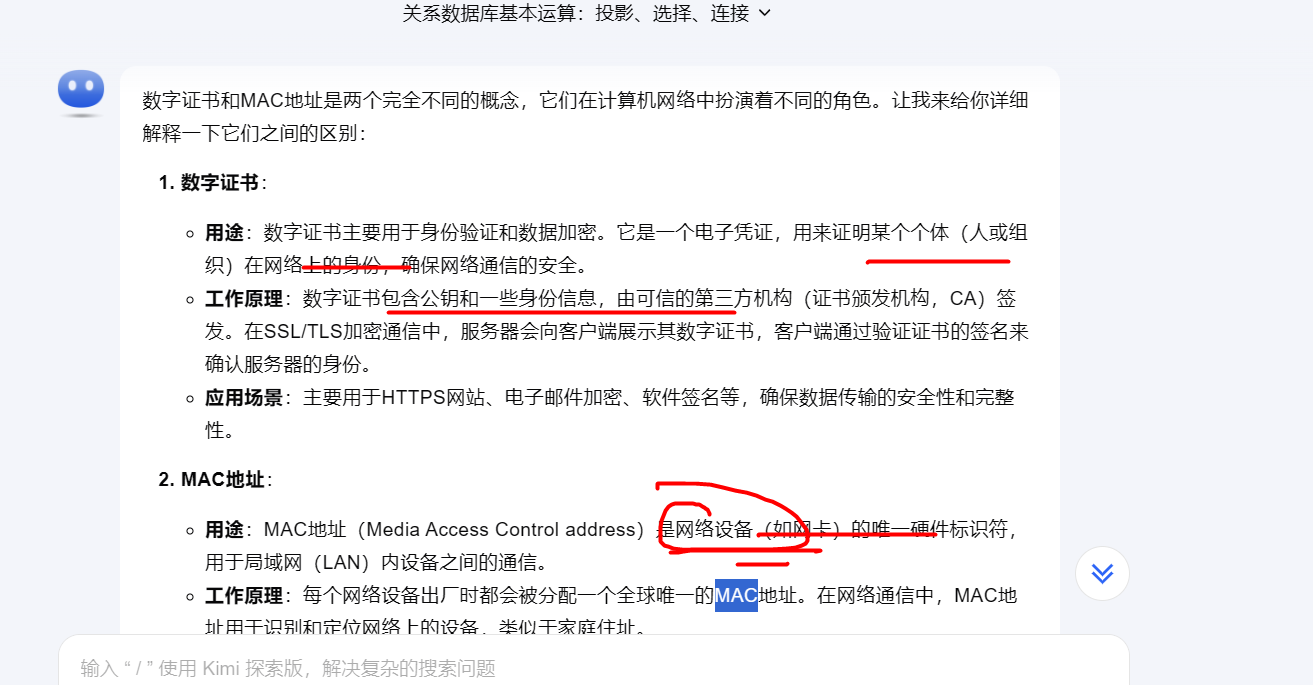 关系数据库基本运算：投影、选择、连接
数字证书和MAC地址是两个完全不同的概念，它们在计算机网络中扮演着不同的角色。让我来给你详细
解释一下它们之间的区别：
1. 数字证书：
用途：数字证书主要用于身份验证和数据加密。它是一个电子凭证，用来证明某个个体（人或组
织）在网络上的身份，确保网络通信的安全。
工作原理：数字证书包含公钥和一些身份信息，由可信的第三方机构（证书颁发机构，CA）签
发。在SSL/TLS加密通信中，服务器会向客户端展示其数字证书，客户端通过验证证书的签名来
确认服务器的身份。
应用场景：主要用于HTTPS网站、电子邮件加密、软件签名等，确保数据传输的安全性和完整
性。
2. MAC地址：
用途：MAC地址（Media Access Control address）是网络设备（如网卡）的唯一硬件标识符，
用于局域网（LAN）内设备之间的通信。
工作原理：每个网络设备出厂时都会被分配一个全球唯一的MAC地址。在网络通信中，MAC地
址用于识别和定位网络上的设备，类似于家庭住址。
输入 “ / ” 使用 Kimi 探索版，解决复杂的搜索问题